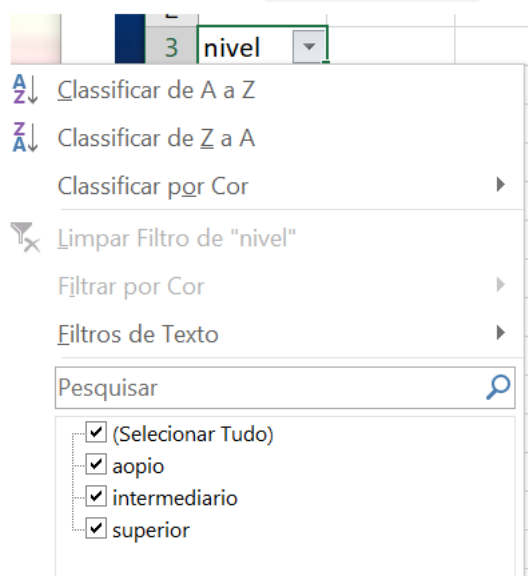 3 nivel
Classificar de A a Z
Classificar de Z a A
Classificar por Cor
Limpar Filtro de "nivel"
Filtrar por Cor
Filtros de Texto
Pesquisar
(Selecionar Tudo)
aopio
intermediario
superior